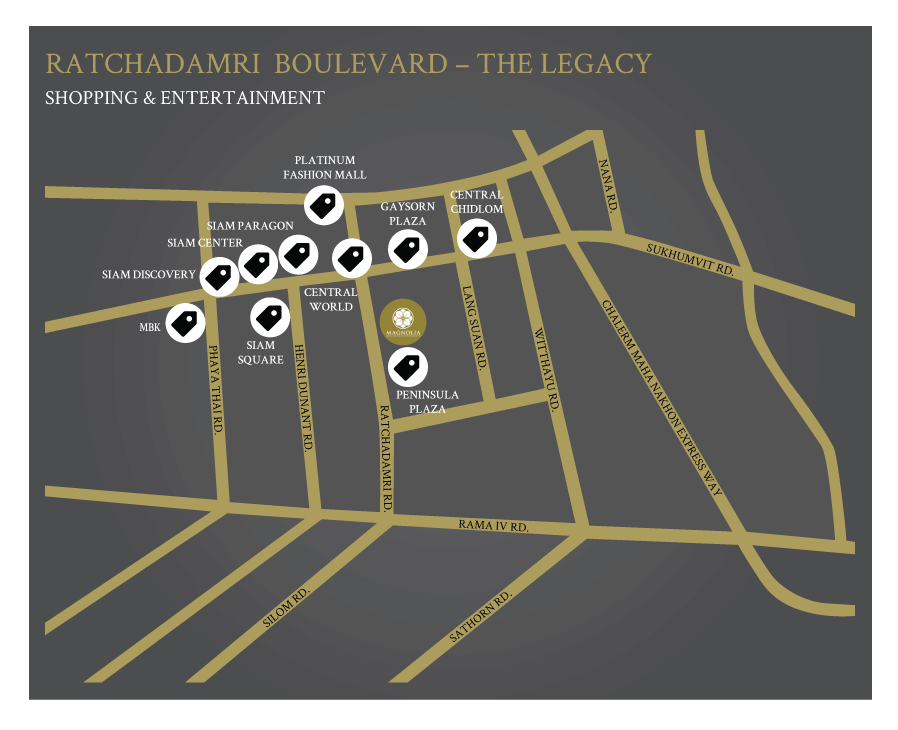 RATCHADAMRI BOULEVARD – THE LEGACY
SHOPPING & ENTERTAINMENT
PLATINUM
FASHION MALL
NANA RD.
CENTRAL
CHIDLOM
GAYSORN
PLAZA
SIAM PARAGON
SIAM CENTER
SUKHUMVIT RD.
SIAM DISCOVERY
CENTRAL
WORLD
MBK
MAGNOLIA
SIAM
SQUARE
LANG SUAN RD.
WITTHAYU RD.
CHALERM MAHA NAKHON EXPRESS WAY
PHAYA THAI RD.
HENRI DUNANT RD.
PENINSULA
PLAZA
RATCHADAMRI RD.
RAMA IV RD.
SILOM RD.
SATHORN RD.